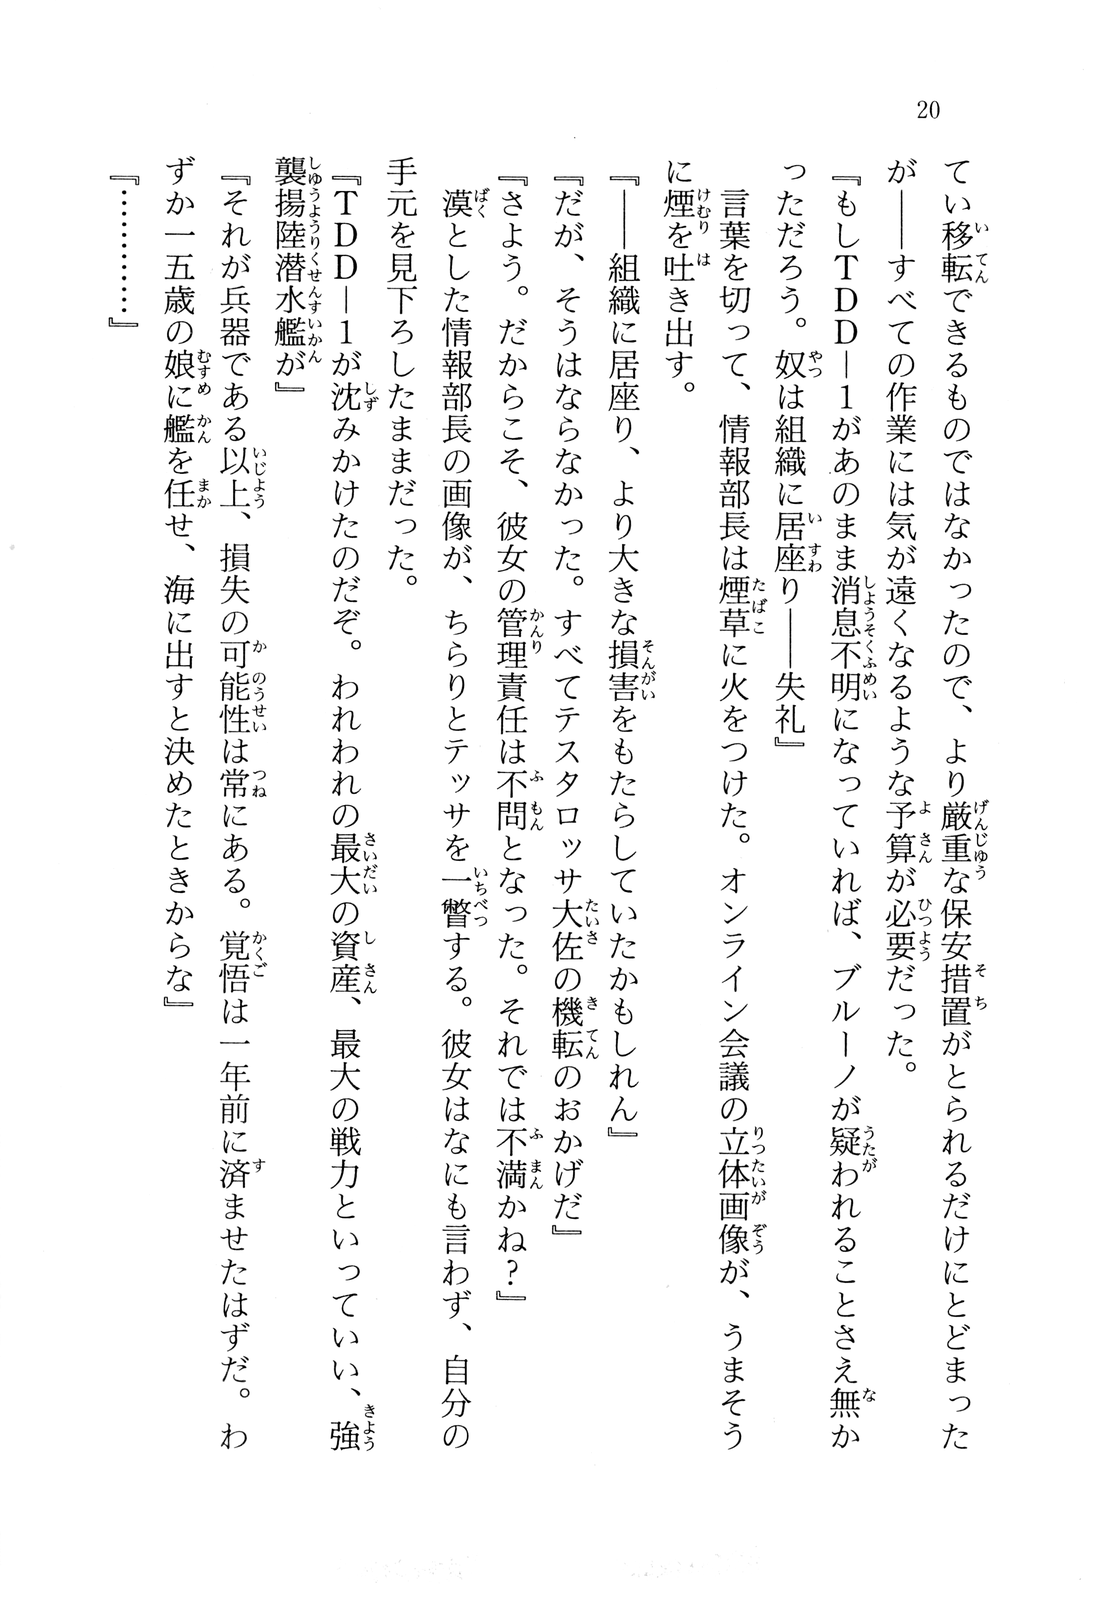 20
てい移転できるものではなかったので、より厳重な保安措置がとられるだけにとどまった
が――すべての作業には気が遠くなるような予算が必要だった。
『もしTDD―1があのまま消息不明になっていれば、ブルーノが疑われることさえ無か
っただろう。奴は組織に居座り――失礼』
言葉を切って、情報部長は煙草に火をつけた。オンライン会議の立体画像が、うまそう
に煙を吐き出す。
『――組織に居座り、より大きな損害をもたらしていたかもしれん』
『だが、そうはならなかった。すべてテスタロッサ大佐の機転のおかげだ』
『さよう。だからこそ、彼女の管理責任は不問となった。それでは不満かね?』
漠とした情報部長の画像が、ちらりとテッサを一瞥する。彼女はなにも言わず、自分の
手元を見下ろしたままだった。
『TDD―1が沈みかけたのだぞ。われわれの最大の資産、最大の戦力といっていい、強
襲揚陸潜水艦が』
『それが兵器である以上、損失の可能性は常にある。覚悟は一年前に済ませたはずだ。わ
ずか一五歳の娘に艦を任せ、海に出すと決めたときからな』
『…………』